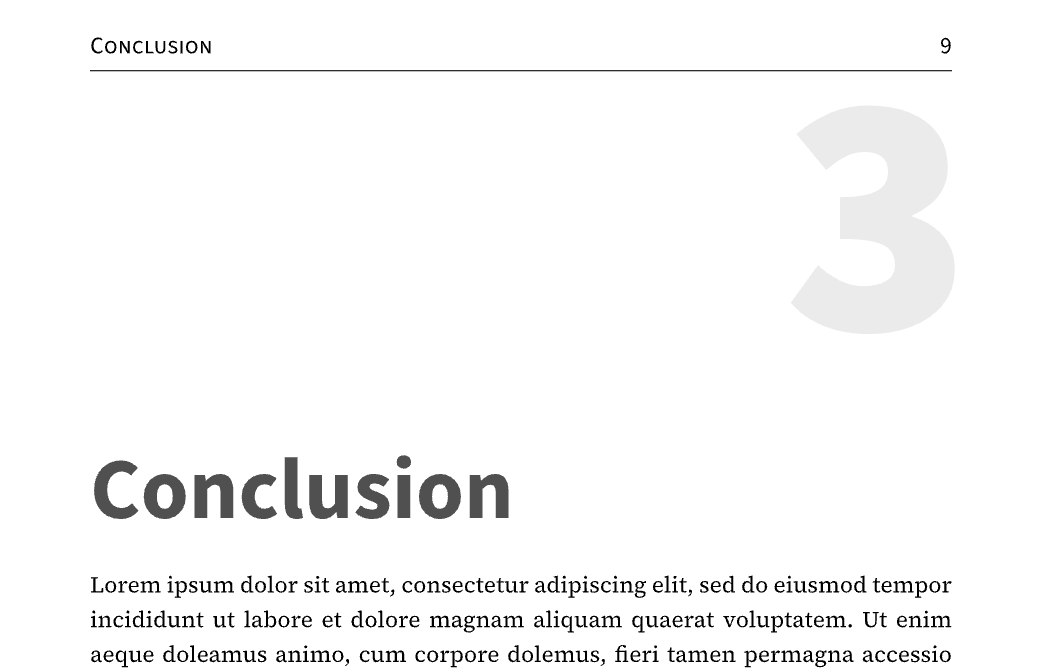 Conclusion 9
3
Conclusion
Lorem ipsum dolor sit amet, consectetur adipiscing elit, sed do eiusmod tempor
incididunt ut labore et dolore magnam aliquam quaerat voluptatem. Ut enim
aeque doleamus animo, cum corpore dolemus, fieri tamen permagna accessio